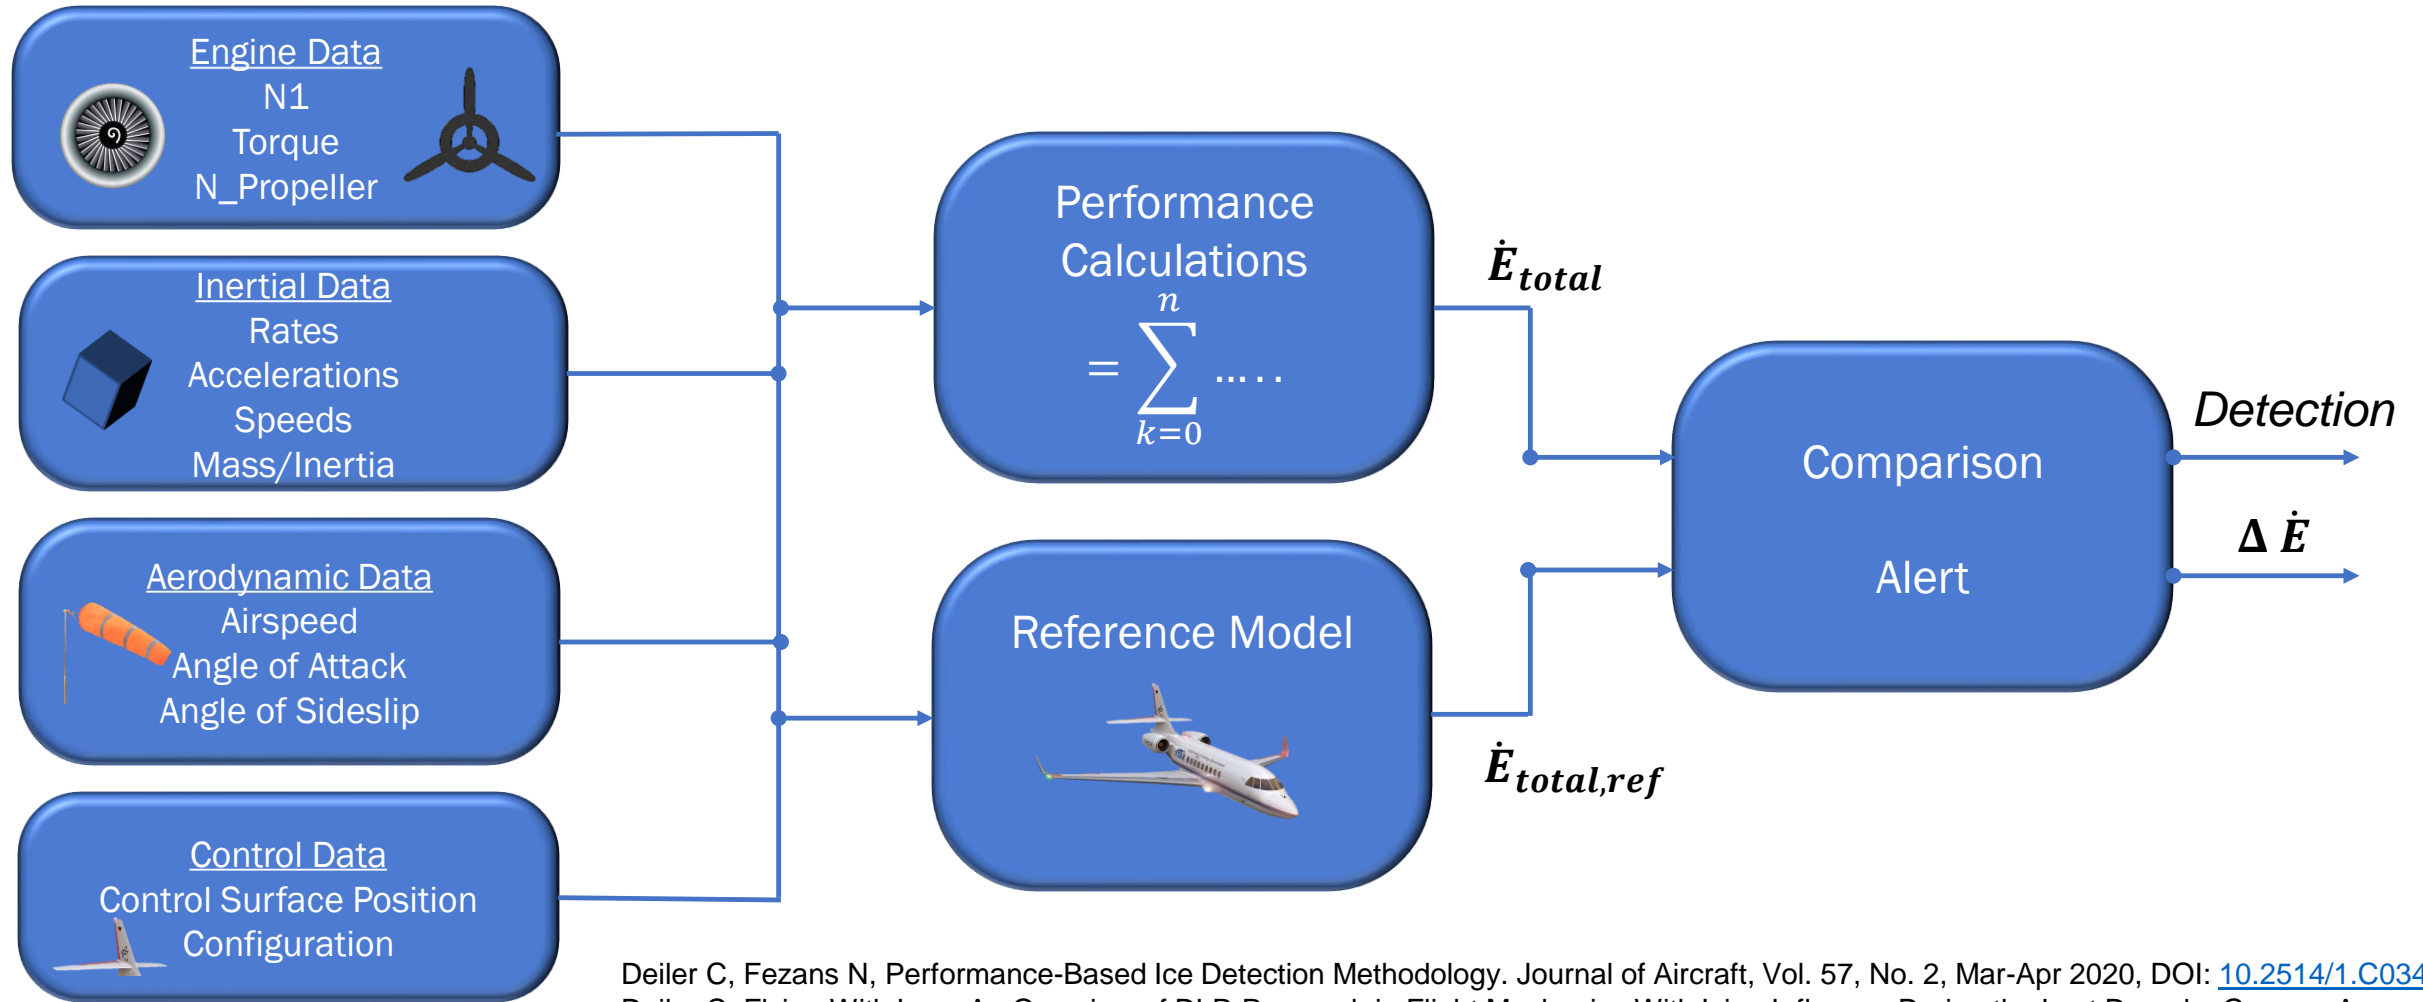 Engine Data
N1
Torque
N_Propeller
Inertial Data
Rates
Accelerations
Speeds
Mass/Inertia
Aerodynamic Data
Airspeed
Angle of Attack
Angle of Sideslip
Control Data
Control Surface Position
Configuration
Performance
Calculations
n
= ∑ … . .
k=0
Reference Model
Ė_total
Ė_total,ref
Comparison
Alert
Detection
Δ Ė
Deiler C, Fezans N, Performance-Based Ice Detection Methodology. Journal of Aircraft, Vol. 57, No. 2, Mar-Apr 2020, DOI: 10.2514/1.C034